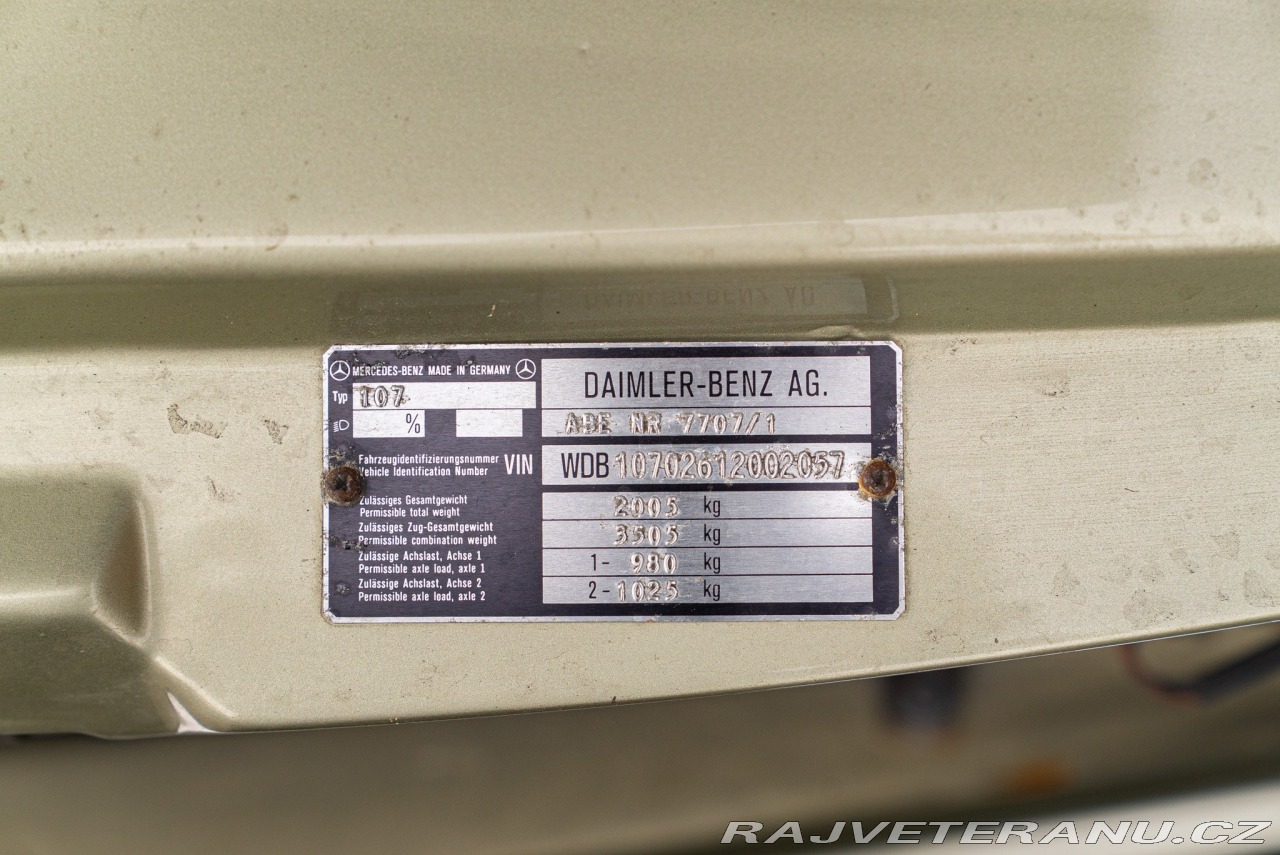 MERCEDES-BENZ MADE IN GERMANY
Typ 107
%
DAIMLER-BENZ AG.
ABE NR 7707/1
Fahrzeugidentifizierungsnummer
Vehicle Identification Number
VIN
WDB 10702612002057
Zulässiges Gesamtgewicht
Permissible total weight
2005 kg
Zulässiges Zug-Gesamtgewicht
Permissible combination weight
3505 kg
Zulässige Achslast, Achse 1
Permissible axle load, axle 1
1- 980 kg
Zulässige Achslast, Achse 2
Permissible axle load, axle 2
2- 1025 kg
RAJVETERANU.CZ